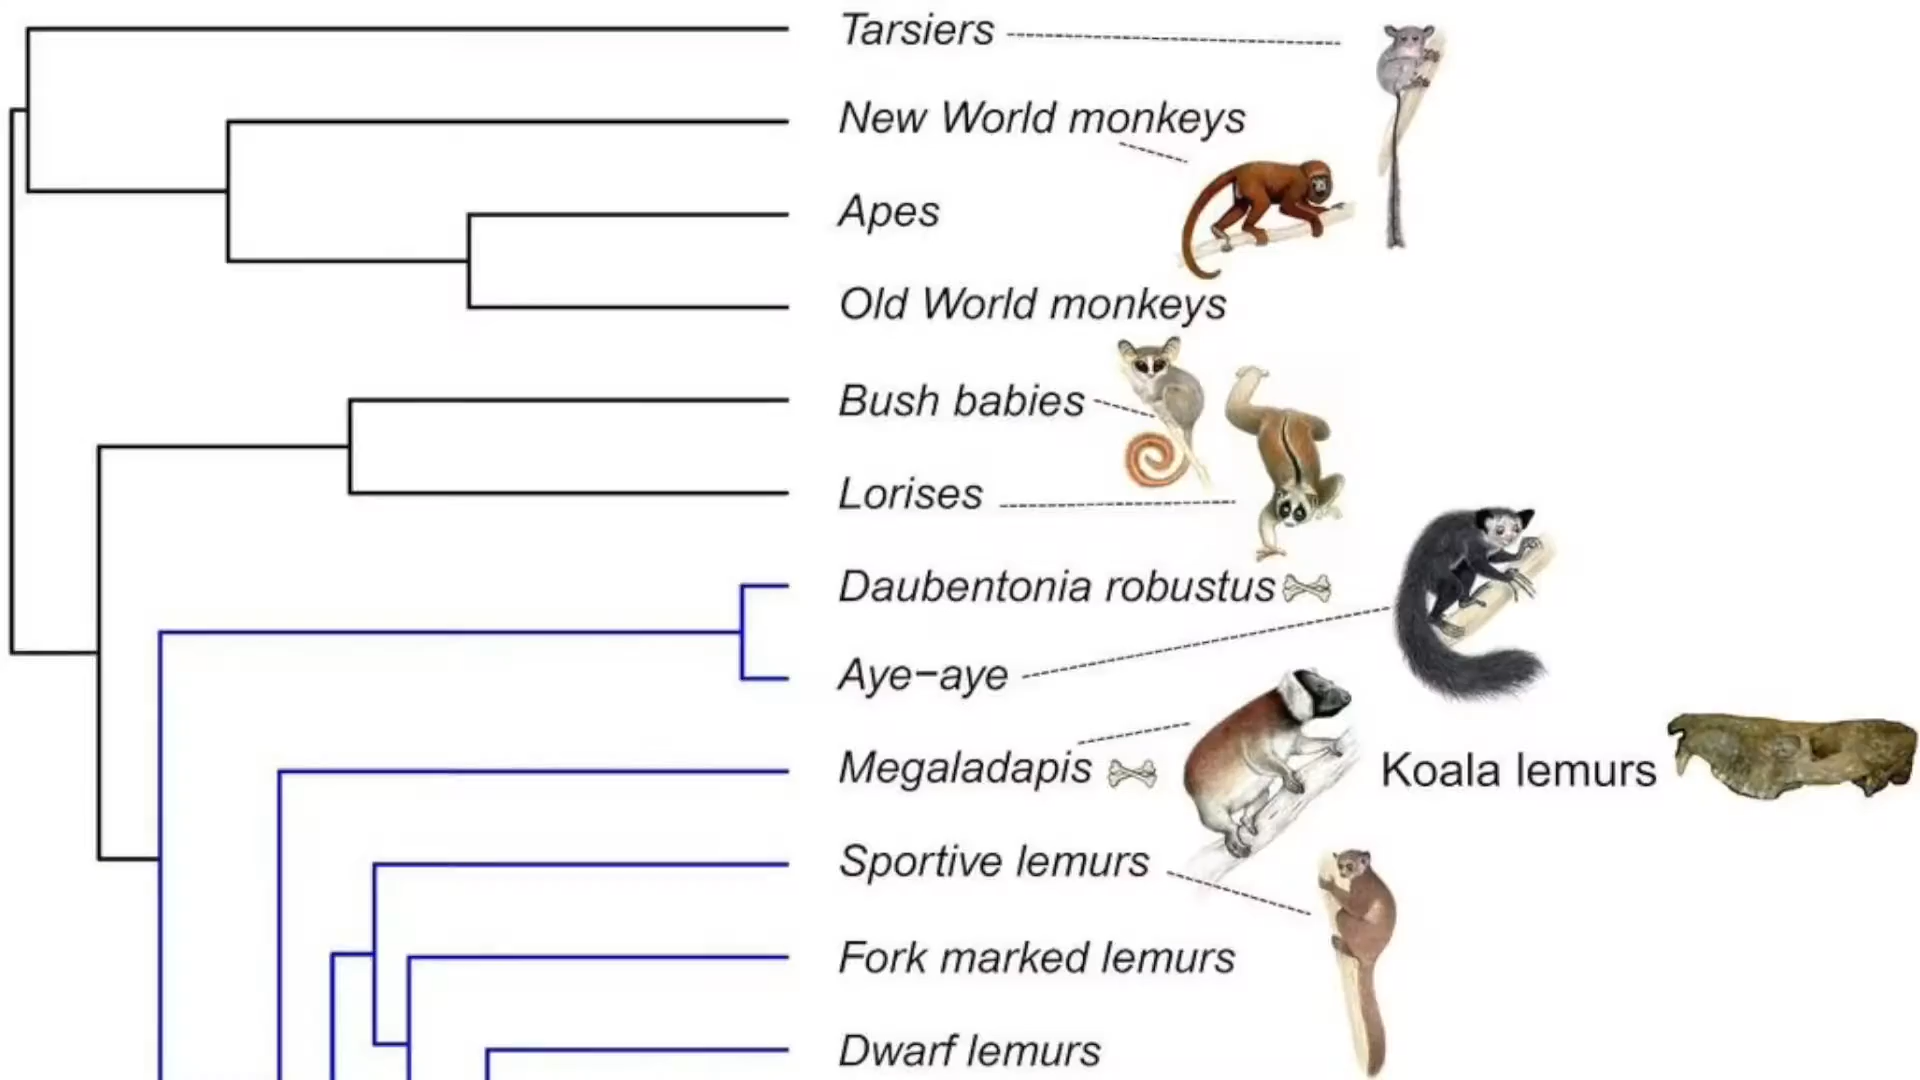 Tarsiers
New World monkeys
Apes
Old World monkeys
Bush babies
Lorises
Daubentonia robustus
Aye–aye
Megaladapis
Koala lemurs
Sportive lemurs
Fork marked lemurs
Dwarf lemurs